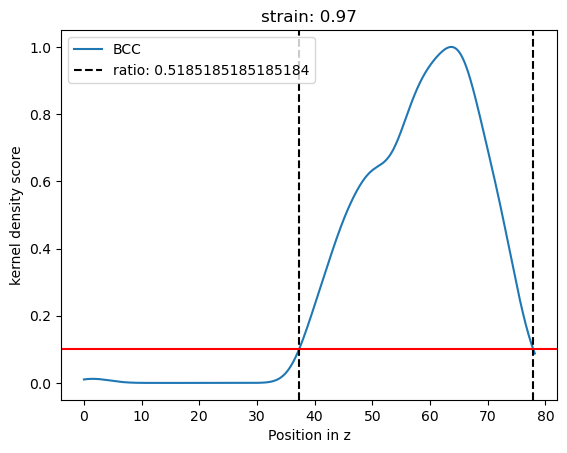 strain: 0.97
BCC
ratio: 0.5185185185185184
kernel density score
1.0
0.8
0.6
0.4
0.2
0.0
0 10 20 30 40 50 60 70 80
Position in z